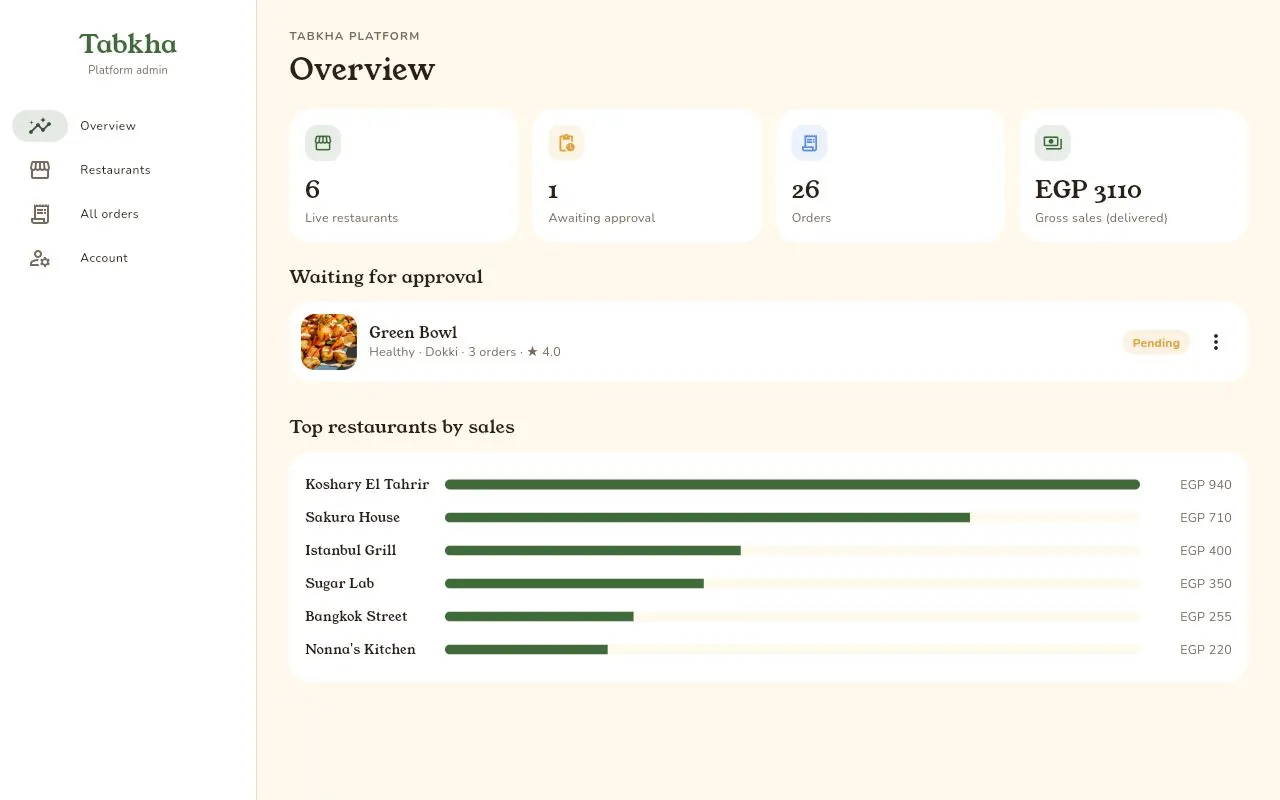 Tabkha
Platform admin
Overview
Restaurants
All orders
Account
TABKHA PLATFORM
Overview
6
Live restaurants
1
Awaiting approval
26
Orders
EGP 3110
Gross sales (delivered)
Waiting for approval
Green Bowl
Healthy · Dokki · 3 orders · ★ 4.0
Pending
Top restaurants by sales
Koshary El Tahrir EGP 940
Sakura House EGP 710
Istanbul Grill EGP 400
Sugar Lab EGP 350
Bangkok Street EGP 255
Nonna's Kitchen EGP 220